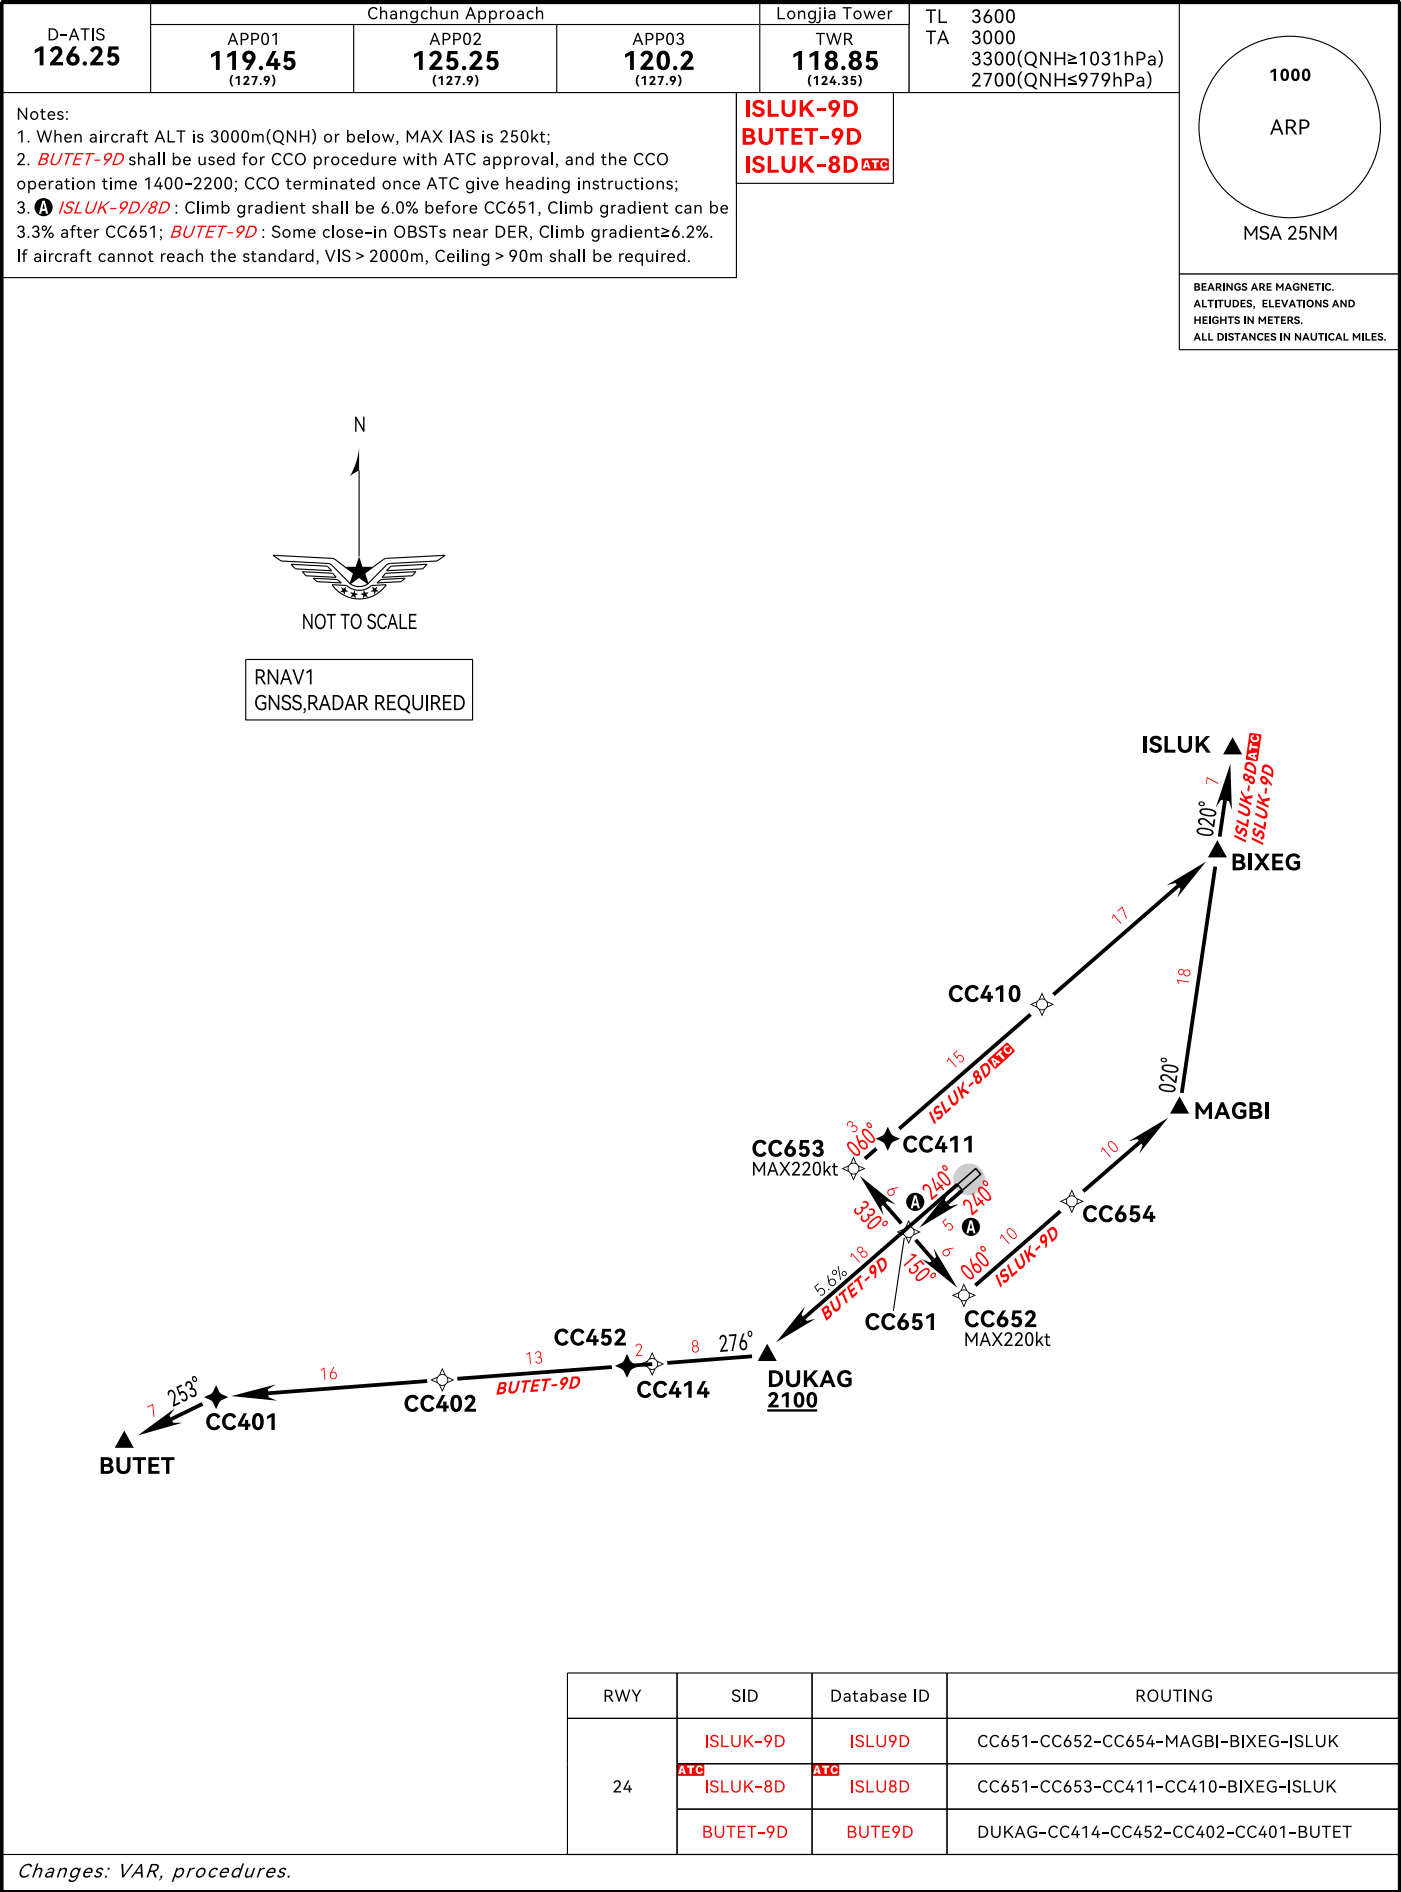 D-ATIS
126.25
Changchun Approach
APP01
119.45
(127.9)
APP02
125.25
(127.9)
APP03
120.2
(127.9)
Longjia Tower
TWR
118.85
(124.35)
TL 3600
TA 3000
3300(QNH≥1031hPa)
2700(QNH≤979hPa)
1000
ARP
MSA 25NM
BEARINGS ARE MAGNETIC.
ALTITUDES, ELEVATIONS AND
HEIGHTS IN METERS.
ALL DISTANCES IN NAUTICAL MILES.
Notes:
1. When aircraft ALT is 3000m(QNH) or below, MAX IAS is 250kt;
2. BUTET-9D shall be used for CCO procedure with ATC approval, and the CCO
operation time 1400-2200; CCO terminated once ATC give heading instructions;
3. A ISLUK-9D/8D : Climb gradient shall be 6.0% before CC651, Climb gradient can be
3.3% after CC651; BUTET-9D : Some close-in OBSTs near DER, Climb gradient≥6.2%.
If aircraft cannot reach the standard, VIS > 2000m, Ceiling > 90m shall be required.
ISLUK-9D
BUTET-9D
ISLUK-8D ATC
N
NOT TO SCALE
RNAV1
GNSS,RADAR REQUIRED
ISLUK
ISLUK-8D ATC
ISLUK-9D
7
020°
BIXEG
17
18
CC410
15
ISLUK-8D ATC
020°
MAGBI
3
060°
CC411
CC653
MAX220kt
10
6
330°
A
240°
240°
A
5
CC654
10
ISLUK-9D
18
6
150°
060°
5.6%
BUTET-9D
CC651
CC652
MAX220kt
CC452
2
8
276°
DUKAG
2100
CC414
13
BUTET-9D
16
CC402
253°
7
CC401
BUTET
RWY SID Database ID ROUTING
ISLUK-9D ISLU9D CC651-CC652-CC654-MAGBI-BIXEG-ISLUK
24 ATC ISLUK-8D ATC ISLU8D CC651-CC653-CC411-CC410-BIXEG-ISLUK
BUTET-9D BUTE9D DUKAG-CC414-CC452-CC402-CC401-BUTET
Changes: VAR, procedures.